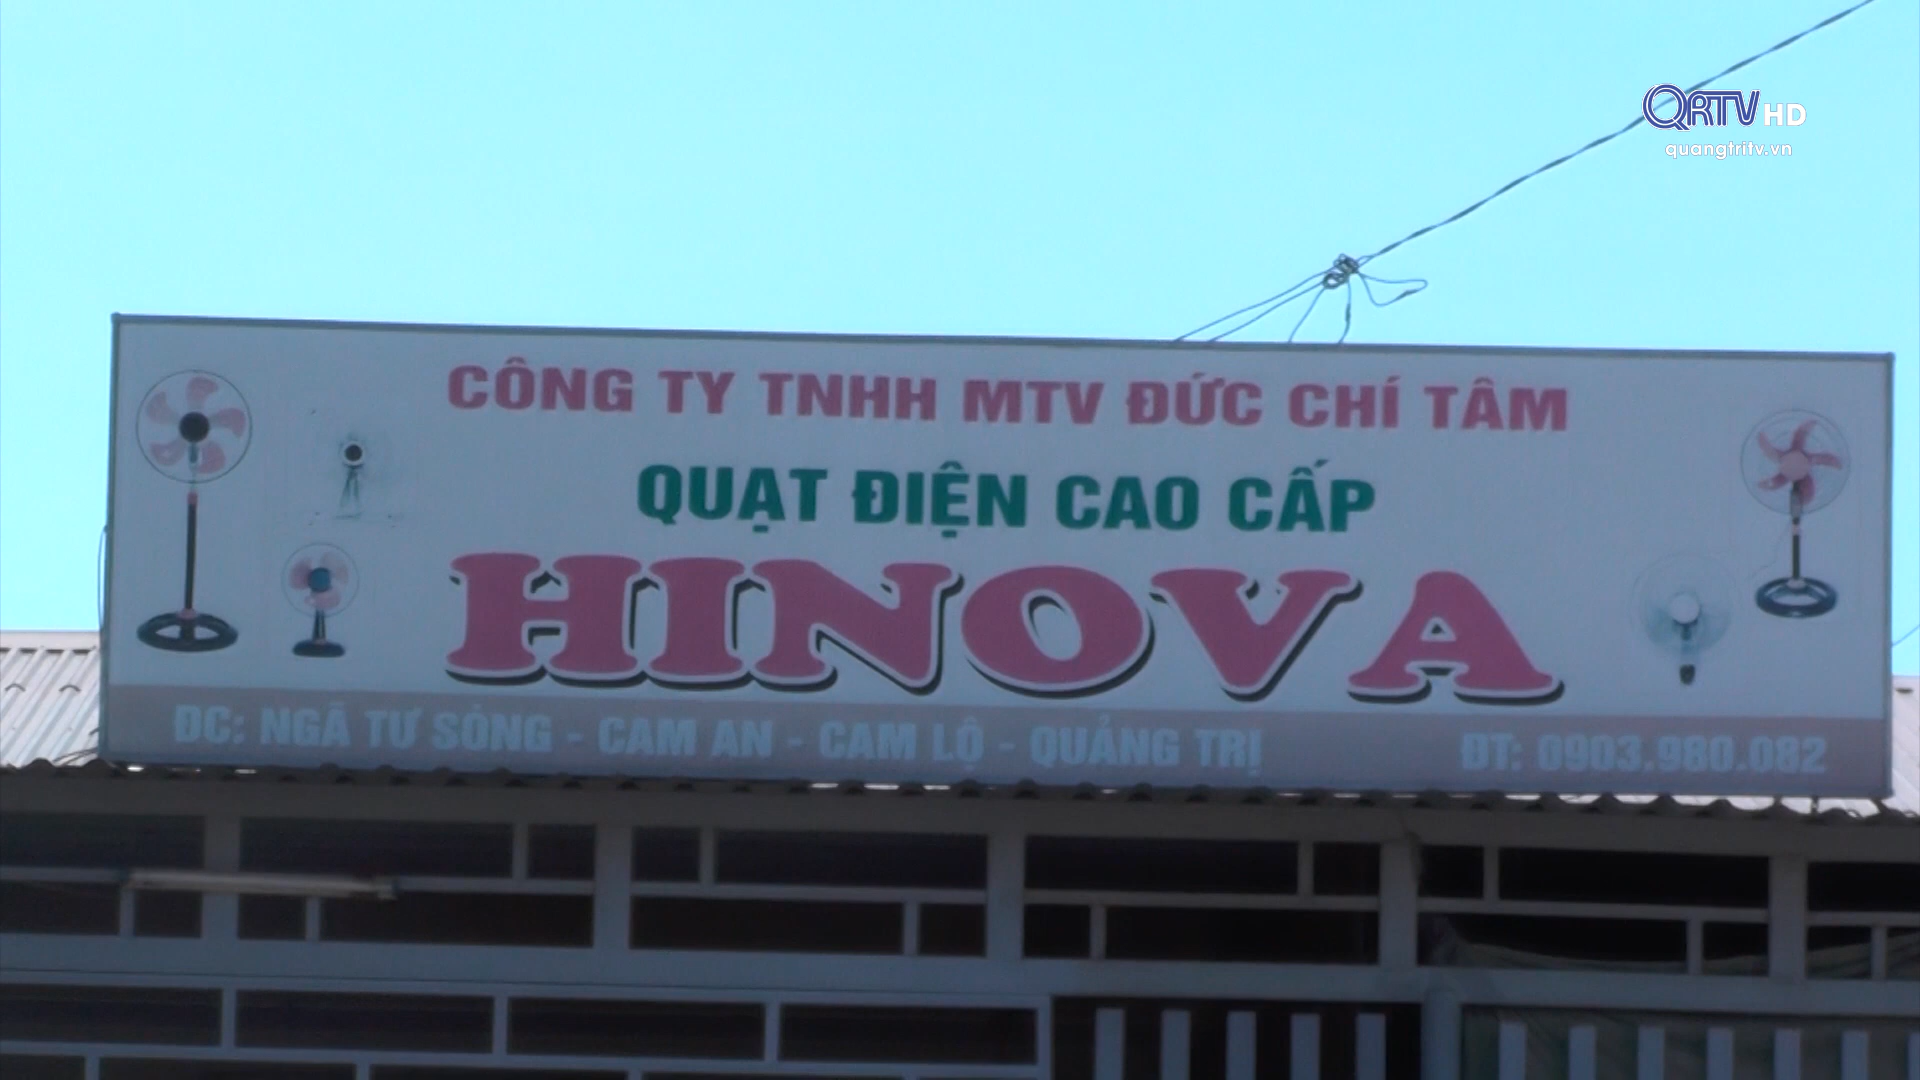 QRTV HD
quangtritv.vn
CÔNG TY TNHH MTV ĐỨC CHÍ TÂM
QUẠT ĐIỆN CAO CẤP
HINOVA
ĐC: NGÃ TƯ SÒNG - CAM AN - CAM LỘ - QUẢNG TRỊ
ĐT: 0903.980.082